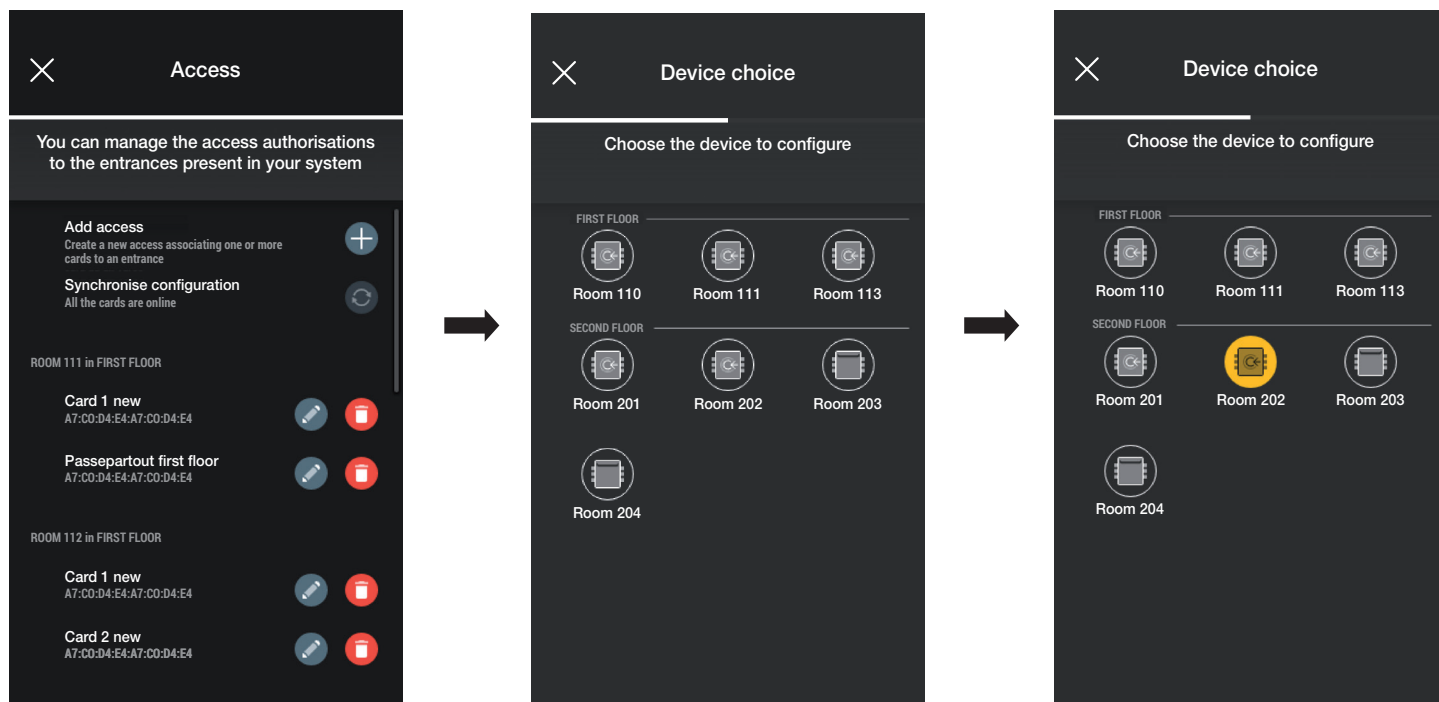 Access
You can manage the access authorisations
to the entrances present in your system
Add access
Create a new access associating one or more
cards to an entrance
Synchronise configuration
All the cards are online
ROOM 111 in FIRST FLOOR
Card 1 new
A7:C0:D4:E4:A7:C0:D4:E4
Passepartout first floor
A7:C0:D4:E4:A7:C0:D4:E4
ROOM 112 in FIRST FLOOR
Card 1 new
A7:C0:D4:E4:A7:C0:D4:E4
Card 2 new
A7:C0:D4:E4:A7:C0:D4:E4
Device choice
Choose the device to configure
FIRST FLOOR
Room 110 Room 111 Room 113
SECOND FLOOR
Room 201 Room 202 Room 203
Room 204
Device choice
Choose the device to configure
FIRST FLOOR
Room 110 Room 111 Room 113
SECOND FLOOR
Room 201 Room 202 Room 203
Room 204